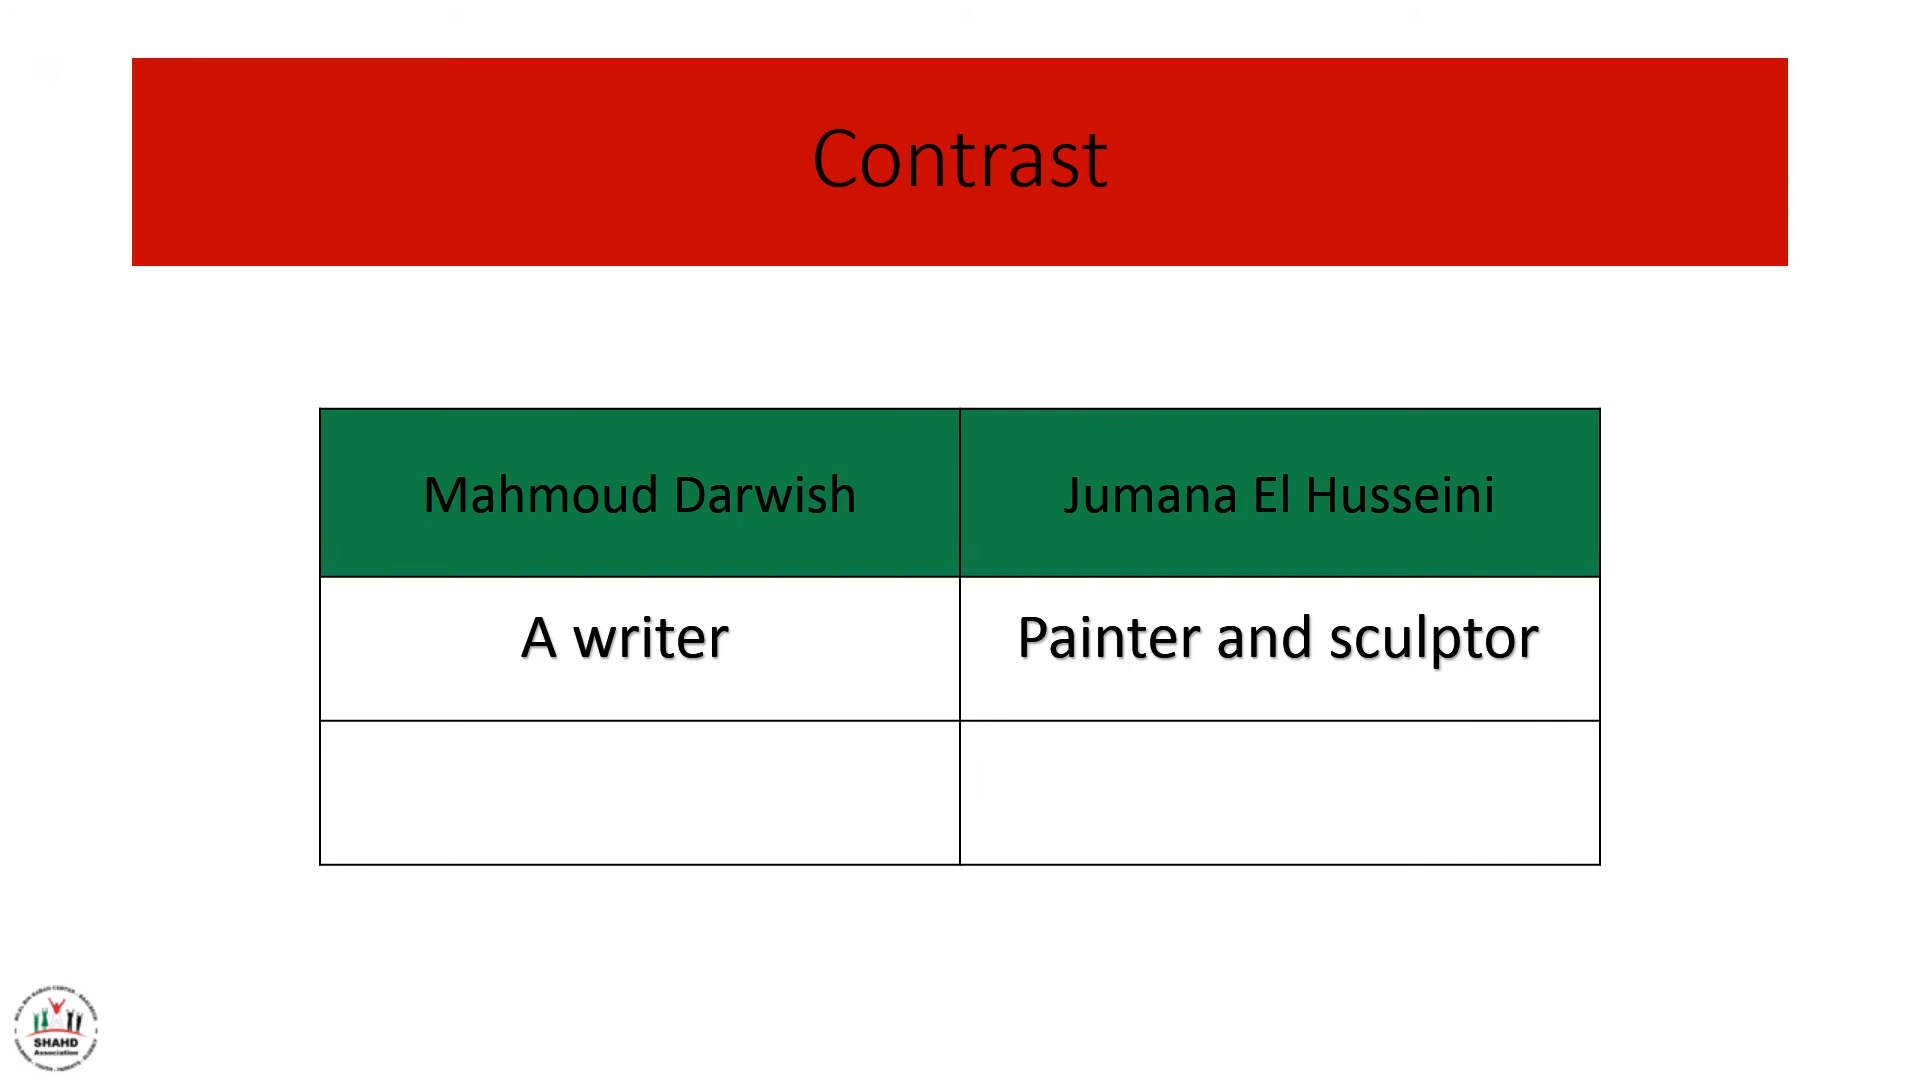 Contrast
Mahmoud Darwish
Jumana El Husseini
A writer
Painter and sculptor
SHAHD
Association